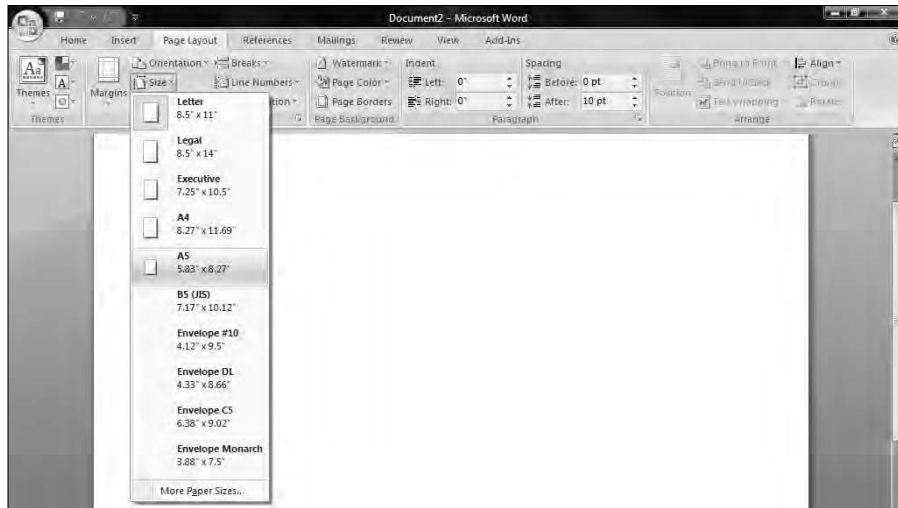 Document2 - Microsoft Word
Home Insert Page Layout References Mailings Review View Add-Ins
Orientation Breaks Watermark Indent Spacing Bring to Front Align
Aa A Themes Margins Size Line Numbers Page Color Left: 0" Before: 0 pt Position Send to Back Group
tion Page Borders Right: 0" After: 10 pt Text Wrapping Rotate
Themes Page Background Paragraph Arrange
Letter
8.5" x 11"
Legal
8.5" x 14"
Executive
7.25" x 10.5"
A4
8.27" x 11.69"
A5
5.83" x 8.27"
B5 (JIS)
7.17" x 10.12"
Envelope #10
4.12" x 9.5"
Envelope DL
4.33" x 8.66"
Envelope C5
6.38" x 9.02"
Envelope Monarch
3.88" x 7.5"
More Paper Sizes...